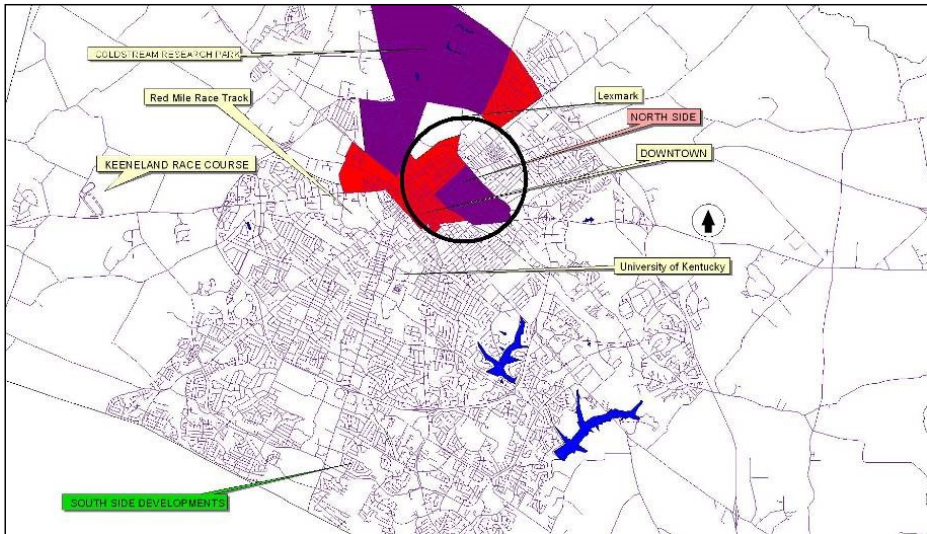 COLDSTREAM RESEARCH PARK
Red Mile Race Track
Lexmark
NORTH SIDE
KEENELAND RACE COURSE
DOWNTOWN
University of Kentucky
SOUTH SIDE DEVELOPMENTS